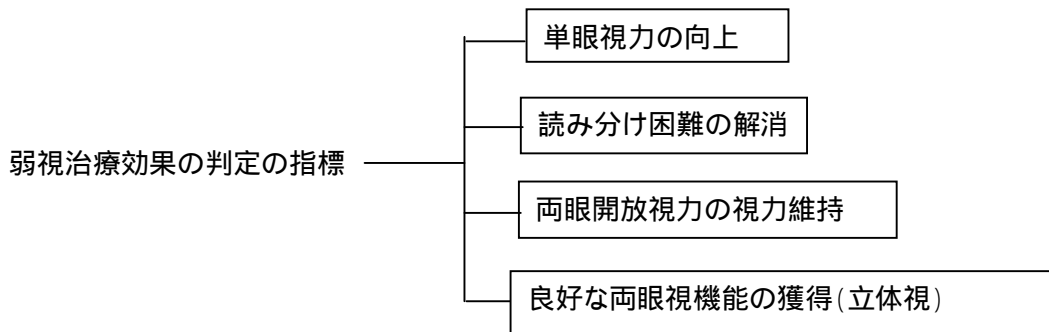 単眼視力の向上
読み分け困難の解消
弱視治療効果の判定の指標
両眼開放視力の視力維持
良好な両眼視機能の獲得(立体視)